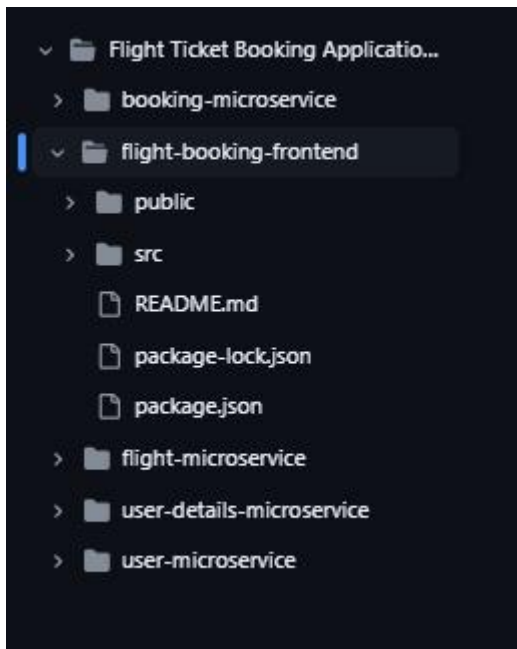 Flight Ticket Booking Applicatio...
booking-microservice
flight-booking-frontend
public
src
README.md
package-lock.json
package.json
flight-microservice
user-details-microservice
user-microservice